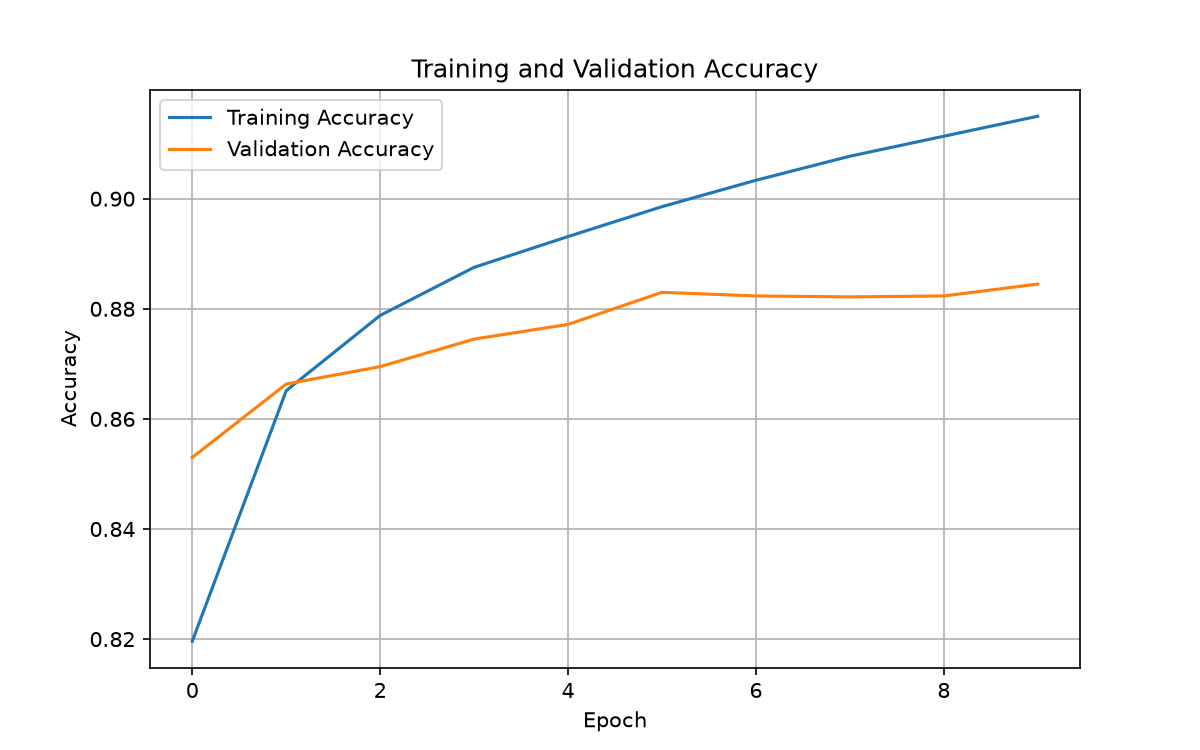 Training and Validation Accuracy
Training Accuracy
Validation Accuracy
0.90
0.88
0.86
0.84
0.82
Accuracy
0 2 4 6 8
Epoch